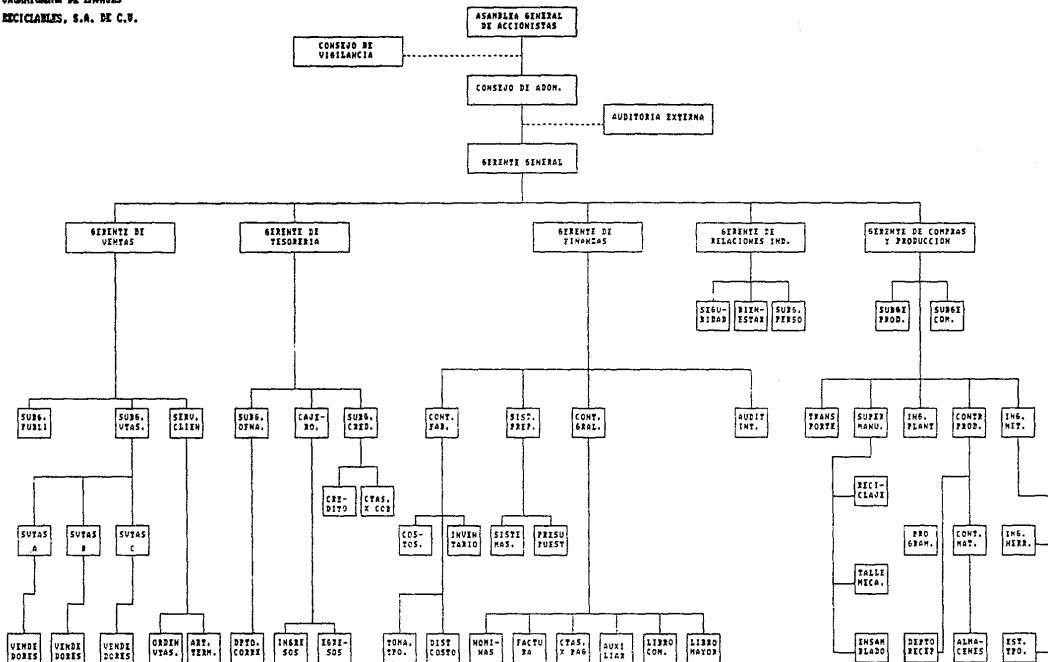 ORGANIGRAMA DE ENVASES
RECICLABLES, S.A. DE C.V.
ASAMBLEA GENERAL
DE ACCIONISTAS
CONSEJO DE
VIGILANCIA
CONSEJO DE ADOM.
AUDITORIA EXTERNA
GERENTE GENERAL
GERENTE DE
VENTAS
GERENTE DE
TESORERIA
GERENTE DE
FINANZAS
GERENTE DE
RELACIONES IND.
GERENTE DE COMPRAS
Y PRODUCCION
SEGU-
RIDAD
BIEN-
ESTAR
SUBG.
PERSO
SUBGE
PROD.
SUBGE
COM.
SUBG.
PUBLI
SUBG.
VTAS.
SERV.
CLIEN
SUBG.
OFNA.
CAJE-
RO.
SUBG.
CRED.
CONT.
FAB.
SIST.
PREP.
CONT.
GRAL.
AUDIT
INT.
TRANS
PORTE
SUPER
MANU.
ING.
PLANT
CONTR
PROD.
ING.
MET.
CRE-
DITO
CTAS.
X COB
RECI-
CLAJE
SVTAS
A
SVTAS
B
SVTAS
C
COS-
TOS.
INVEN
TARIO
SISTE
MAS.
PRESU
PUEST
PRO
GRAM.
CONT.
MAT.
ING.
HERR.
TALLE
MECA.
VENDE
DORES
VENDE
DORES
VENDE
DORES
ORDEN
VTAS.
ART.
TERM.
DPTO.
CORRE
INGRE
SOS
EGRE-
SOS
TOMA.
TPO.
DIST
COSTO
NOMI-
NAS
FACTU
RA
CTAS.
X PAG
AUXI
LIAR
LIBRO
COM.
LIBRO
MAYOR
ENSAM
BLADO
DEPTO
RECEP
ALMA-
CENES
EST.
TPO.